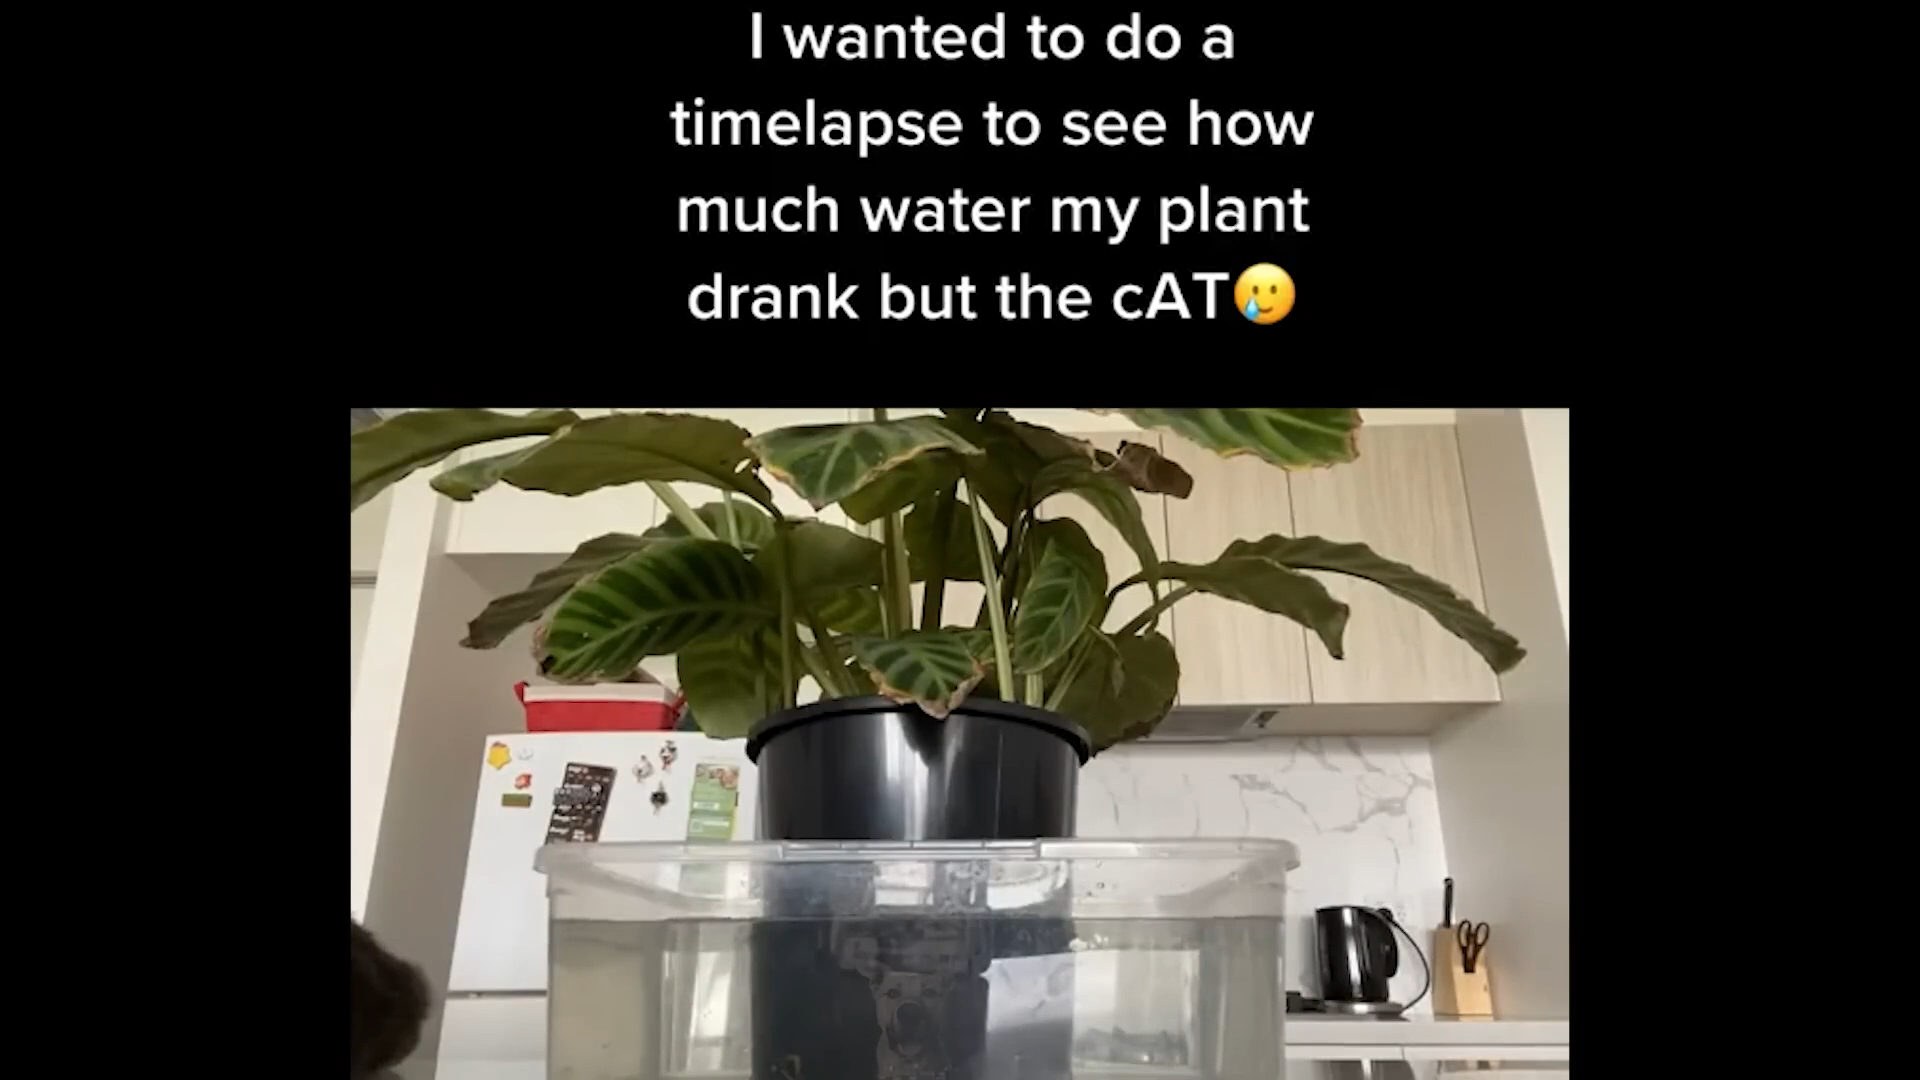 I wanted to do a
timelapse to see how
much water my plant
drank but the cAT🥲